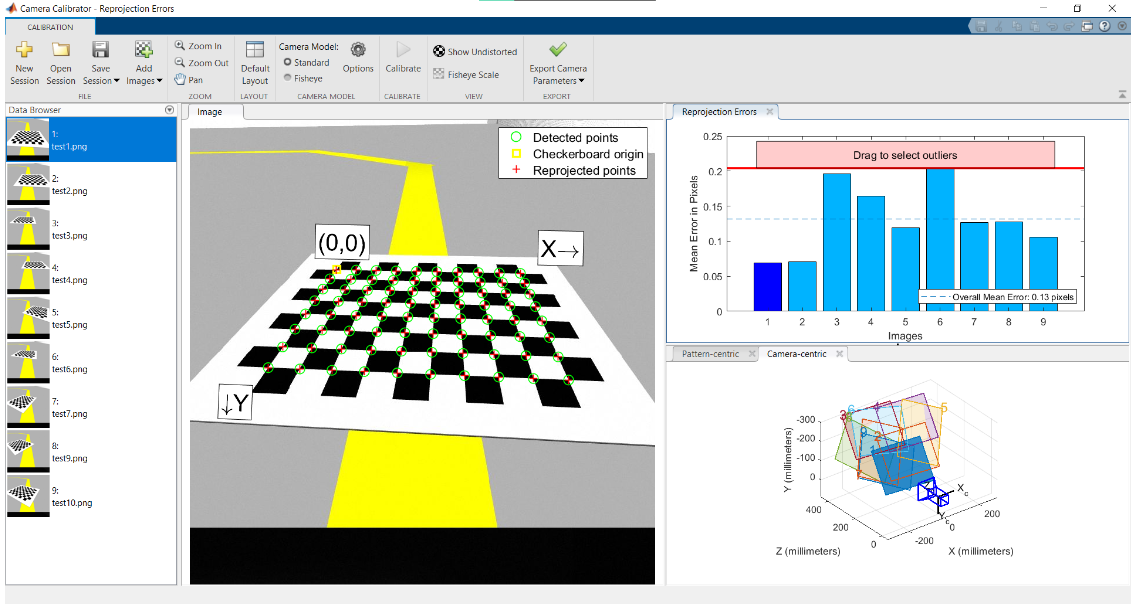 Camera Calibrator - Reprojection Errors
CALIBRATION
New Session
Open Session
Save Session
Add Images
FILE
Zoom In
Zoom Out
Pan
ZOOM
Default Layout
LAYOUT
Camera Model:
Standard
Fisheye
Options
CAMERA MODEL
Calibrate
CALIBRATE
Show Undistorted
Fisheye Scale
VIEW
Export Camera Parameters
EXPORT
Data Browser
1:
test1.png
2:
test2.png
3:
test3.png
4:
test4.png
5:
test5.png
6:
test6.png
7:
test7.png
8:
test9.png
9:
test10.png
Image
Detected points
Checkerboard origin
Reprojected points
(0,0)
X→
↓Y
Reprojection Errors
Drag to select outliers
Mean Error in Pixels
0.25
0.2
0.15
0.1
0.05
0
Overall Mean Error: 0.13 pixels
1 2 3 4 5 6 7 8 9
Images
Pattern-centric
Camera-centric
Y (millimeters)
-300
-200
-100
0
400
200
0
Z (millimeters)
-200
0
200
X (millimeters)
Xc
Yc
5